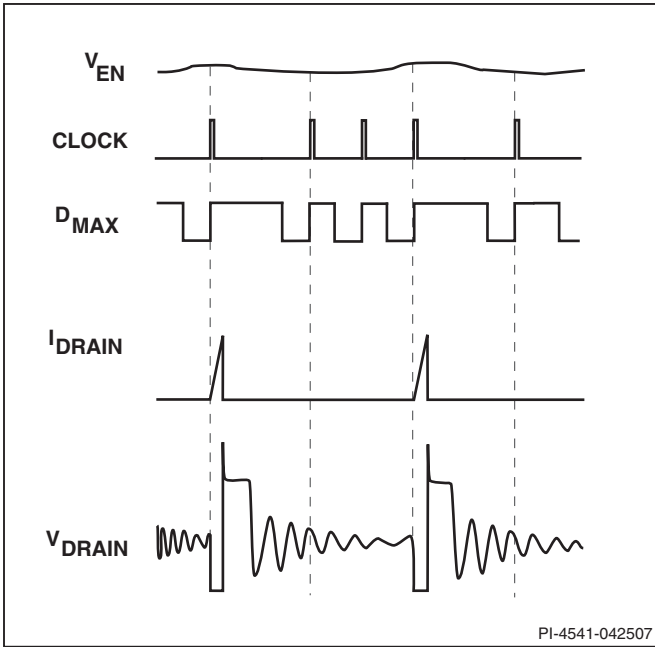 VEN
CLOCK
DMAX
IDRAIN
VDRAIN
PI-4541-042507